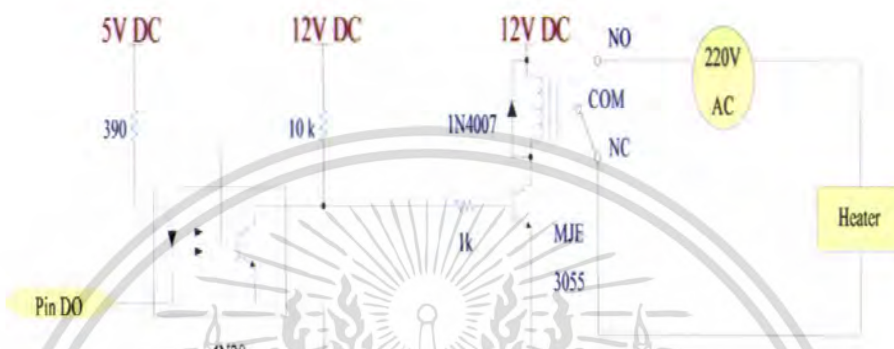 5V DC
12V DC
12V DC
NO
220V
AC
COM
390
10 k
1N4007
NC
Heater
1k
MJE
3055
Pin DO